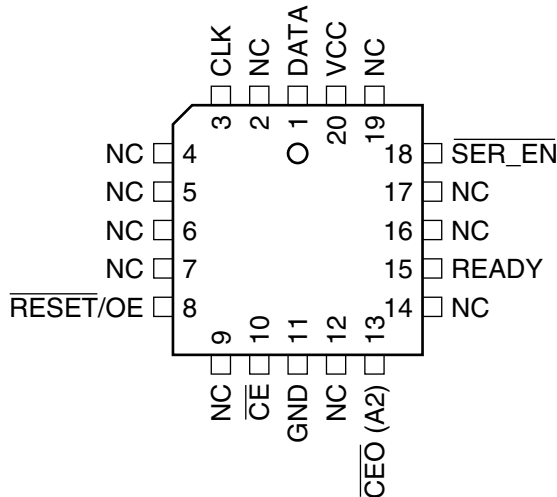 CLK
NC
DATA
VCC
NC
3
2
1
20
19
NC 4
NC 5
NC 6
NC 7
RESET/OE 8
18 SER_EN
17 NC
16 NC
15 READY
14 NC
9
10
11
12
13
NC
CE
GND
NC
CEO (A2)